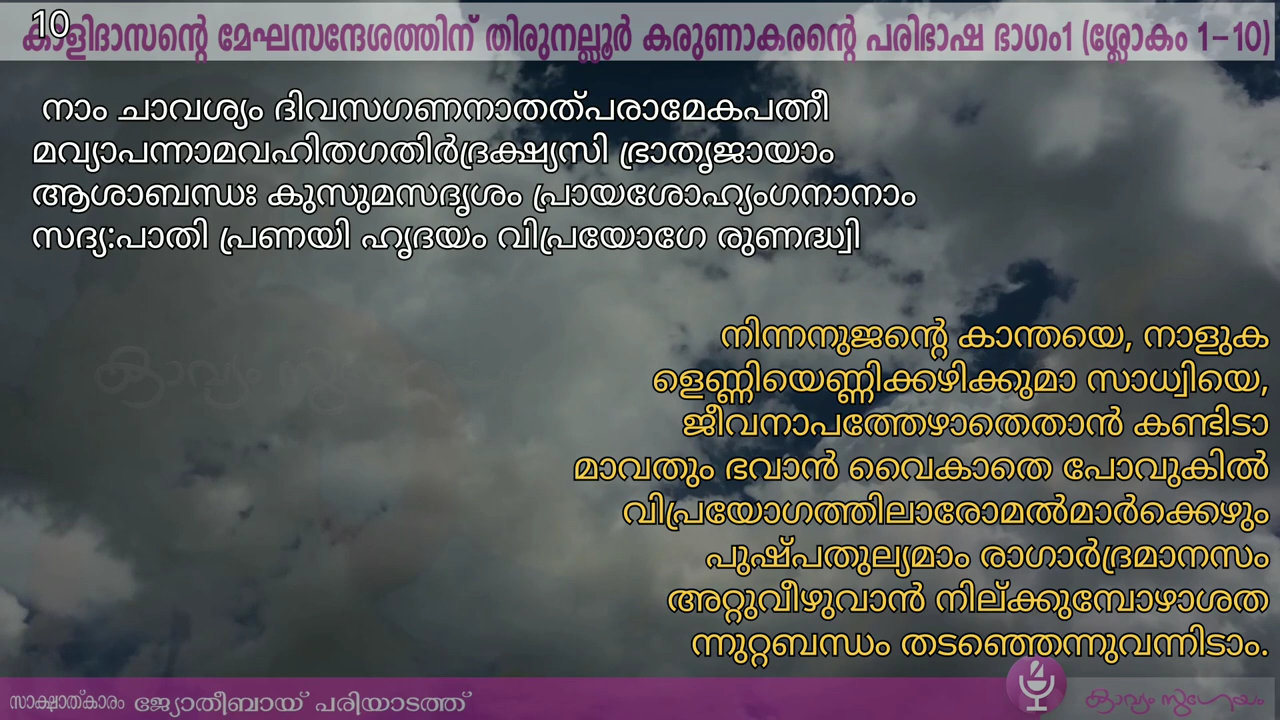 10
കാളിദാസന്റെ മേഘസന്ദേശത്തിന് തിരുനല്ലൂർ കരുണാകരന്റെ പരിഭാഷ ഭാഗം1 (ശ്ലോകം 1-10)
നാം ചാവശ്യം ദിവസഗണനാതത്പരാമേകപത്നീ
മവ്യാപന്നാമവഹിതഗതിർദ്രക്ഷ്യസി ഭ്രാതൃജായാം
ആശാബന്ധഃ കുസുമസദൃശം പ്രായശോഹ്യംഗനാനാം
സദ്യ:പാതി പ്രണയി ഹൃദയം വിപ്രയോഗേ രുണദ്ധ്വി
നിന്നനുജന്റെ കാന്തയെ, നാളുക
ളെണ്ണിയെണ്ണിക്കഴിക്കുമാ സാധ്വിയെ,
ജീവനാപത്തേഴാതെതാൻ കണ്ടിടാ
മാവതും ഭവാൻ വൈകാതെ പോവുകിൽ
വിപ്രയോഗത്തിലാരോമൽമാർക്കെഴും
പുഷ്പതുല്യമാം രാഗാർദ്രമാനസം
അറ്റുവീഴുവാൻ നില്ക്കുമ്പോഴാശത
ന്നുറ്റബന്ധം തടഞ്ഞെന്നുവന്നിടാം.
സാക്ഷാത്കാരം ജ്യോതീബായ് പരിയാടത്ത്
കാവ്യം സുഗേയം